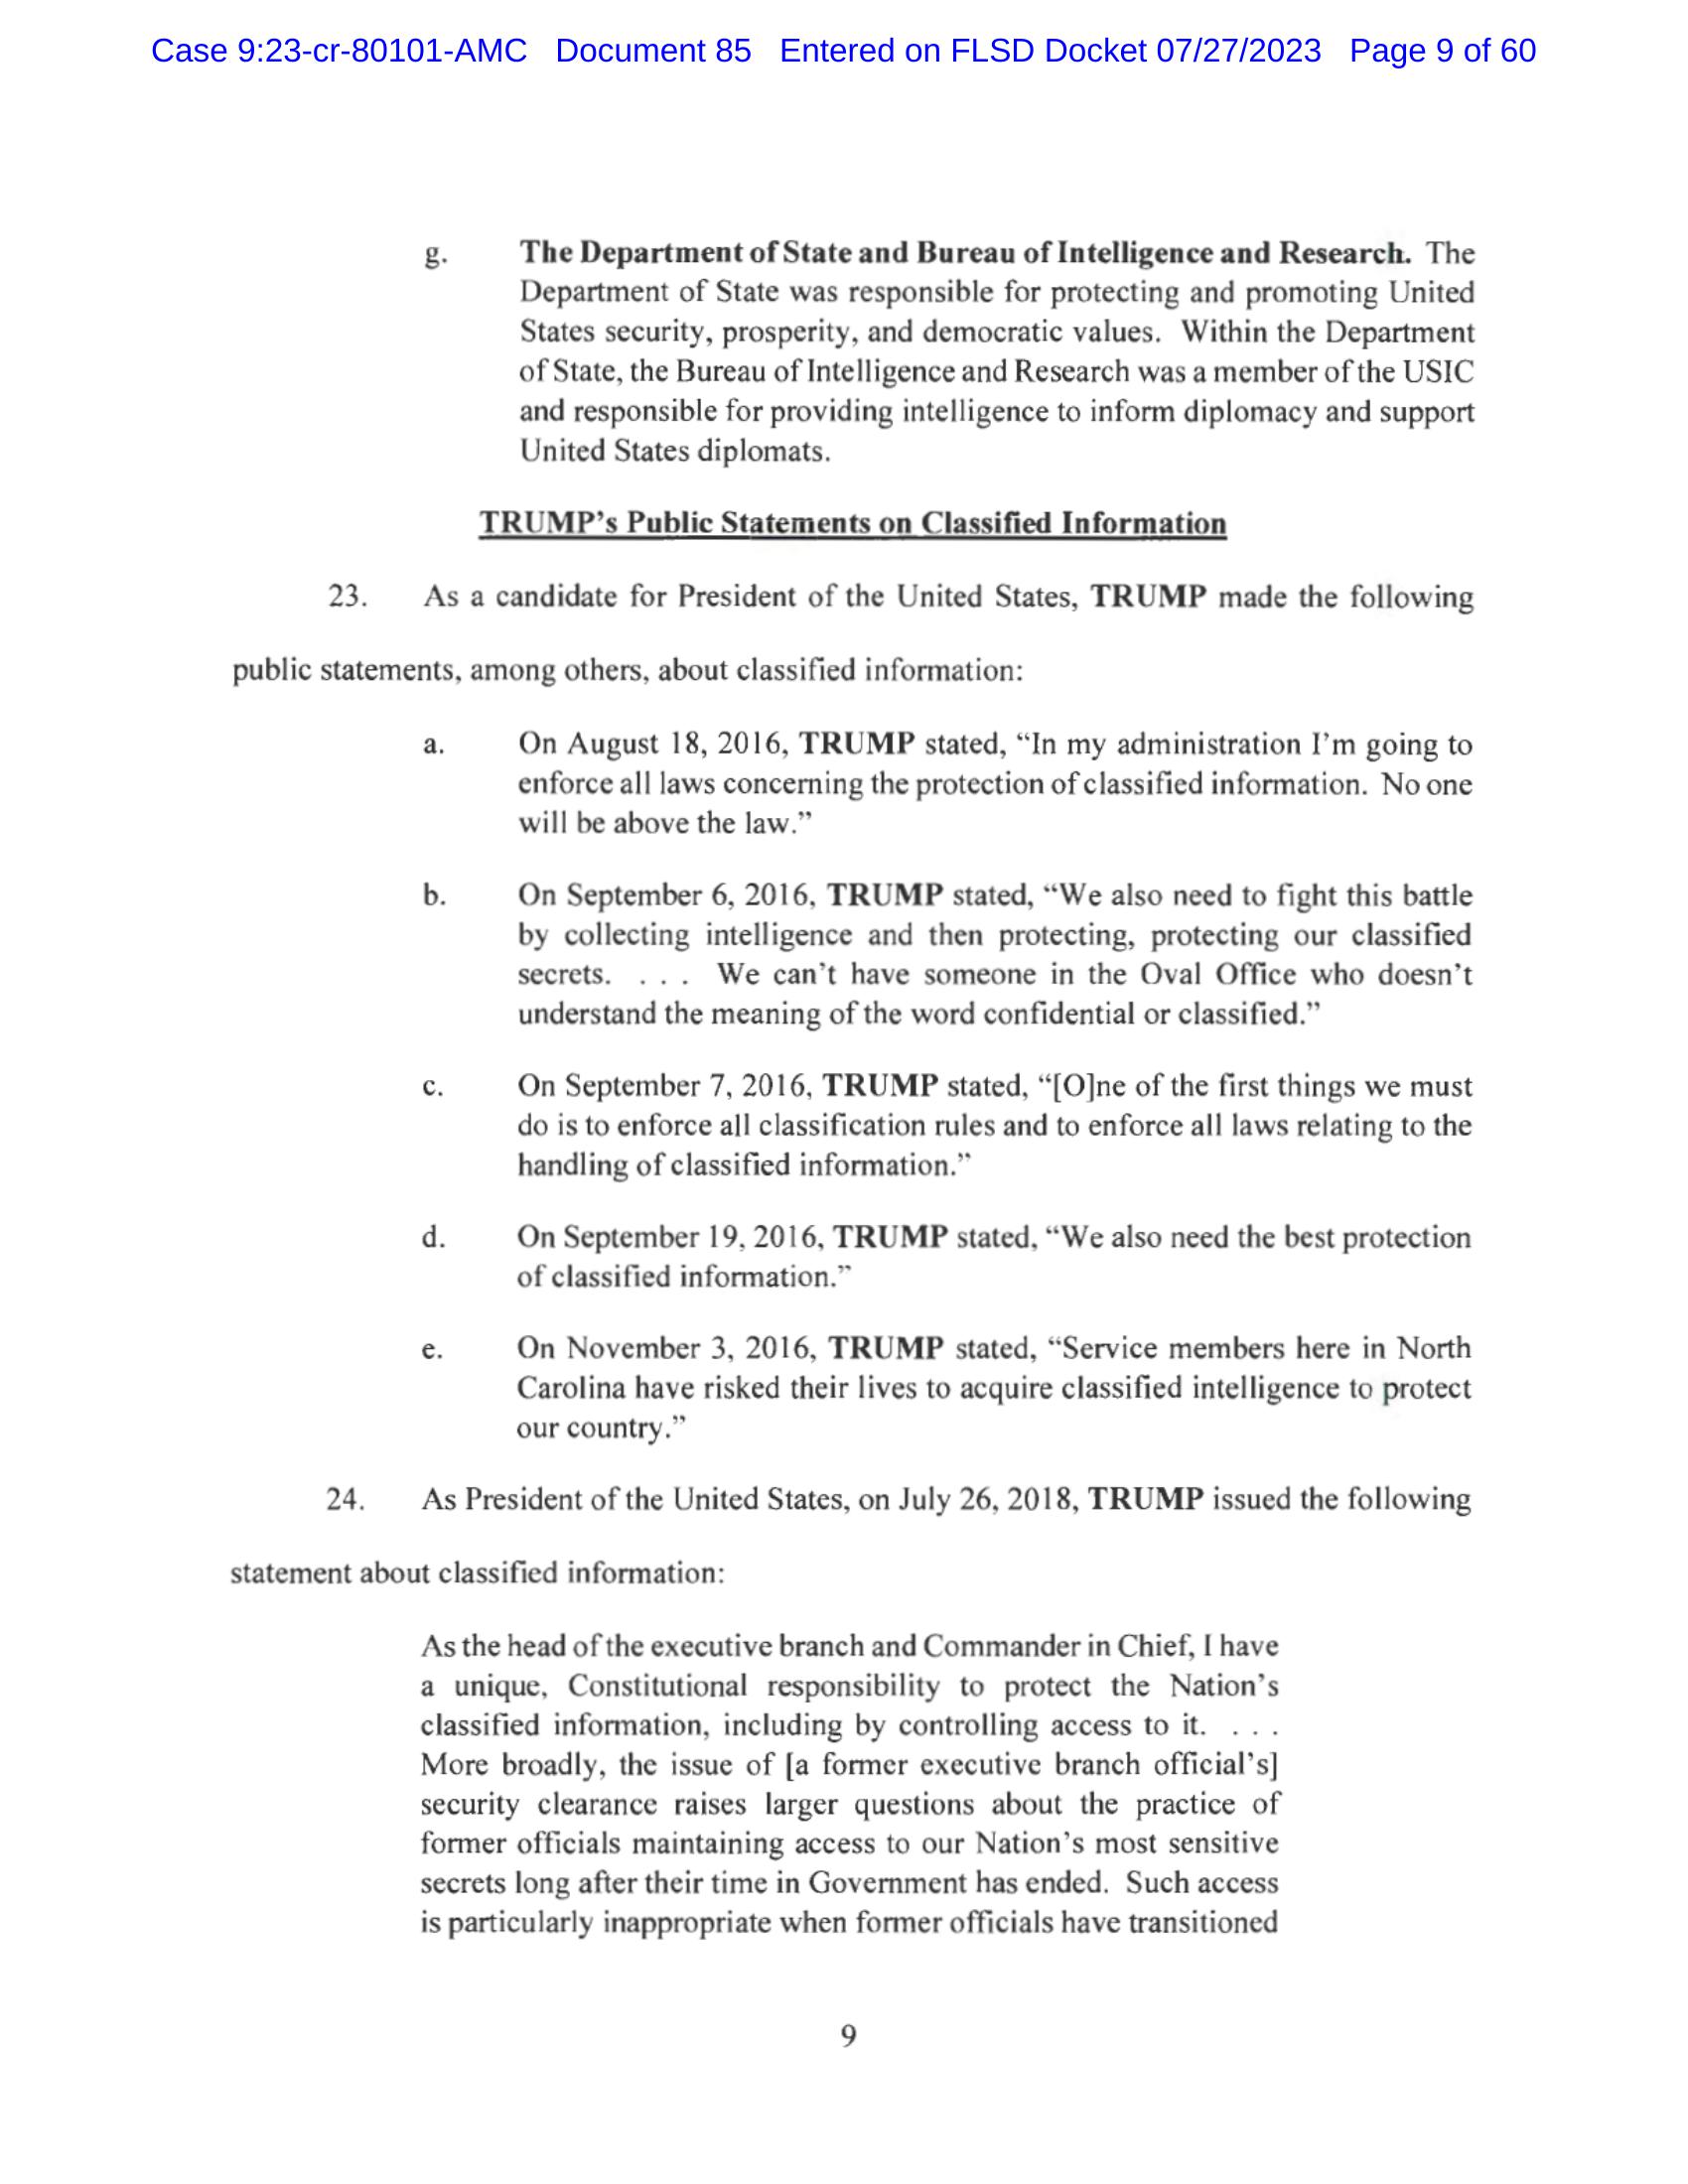 Case 9:23-cr-80101-AMC Document 85 Entered on FLSD Docket 07/27/2023 Page 9 of 60
g. The Department of State and Bureau of Intelligence and Research. The
Department of State was responsible for protecting and promoting United
States security, prosperity, and democratic values. Within the Department
of State, the Bureau of Intelligence and Research was a member of the USIC
and responsible for providing intelligence to inform diplomacy and support
United States diplomats.
TRUMP's Public Statements on Classified Information
23. As a candidate for President of the United States, TRUMP made the following
public statements, among others, about classified information:
a. On August 18, 2016, TRUMP stated, “In my administration I’m going to
enforce all laws concerning the protection of classified information. No one
will be above the law.”
b. On September 6, 2016, TRUMP stated, “We also need to fight this battle
by collecting intelligence and then protecting, protecting our classified
secrets. . . . We can’t have someone in the Oval Office who doesn’t
understand the meaning of the word confidential or classified.”
c. On September 7, 2016, TRUMP stated, “[O]ne of the first things we must
do is to enforce all classification rules and to enforce all laws relating to the
handling of classified information.”
d. On September 19, 2016, TRUMP stated, “We also need the best protection
of classified information.”
e. On November 3, 2016, TRUMP stated, “Service members here in North
Carolina have risked their lives to acquire classified intelligence to protect
our country.”
24. As President of the United States, on July 26, 2018, TRUMP issued the following
statement about classified information:
As the head of the executive branch and Commander in Chief, I have
a unique, Constitutional responsibility to protect the Nation’s
classified information, including by controlling access to it. . . .
More broadly, the issue of [a former executive branch official's]
security clearance raises larger questions about the practice of
former officials maintaining access to our Nation’s most sensitive
secrets long after their time in Government has ended. Such access
is particularly inappropriate when former officials have transitioned
9